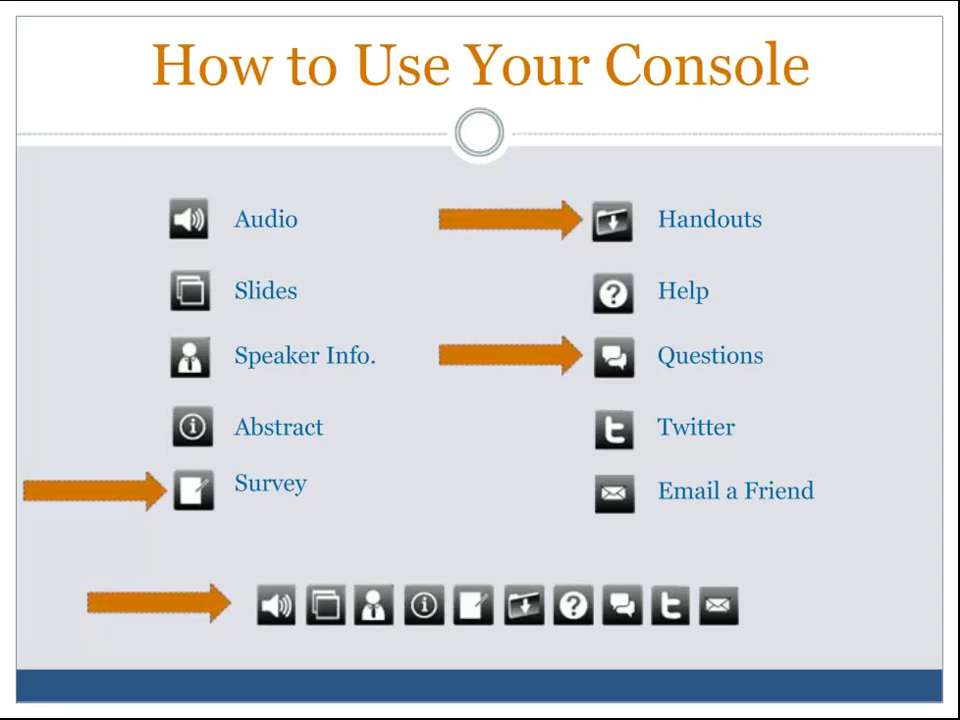 How to Use Your Console
Audio
Slides
Speaker Info.
Abstract
Survey
Handouts
Help
Questions
Twitter
Email a Friend